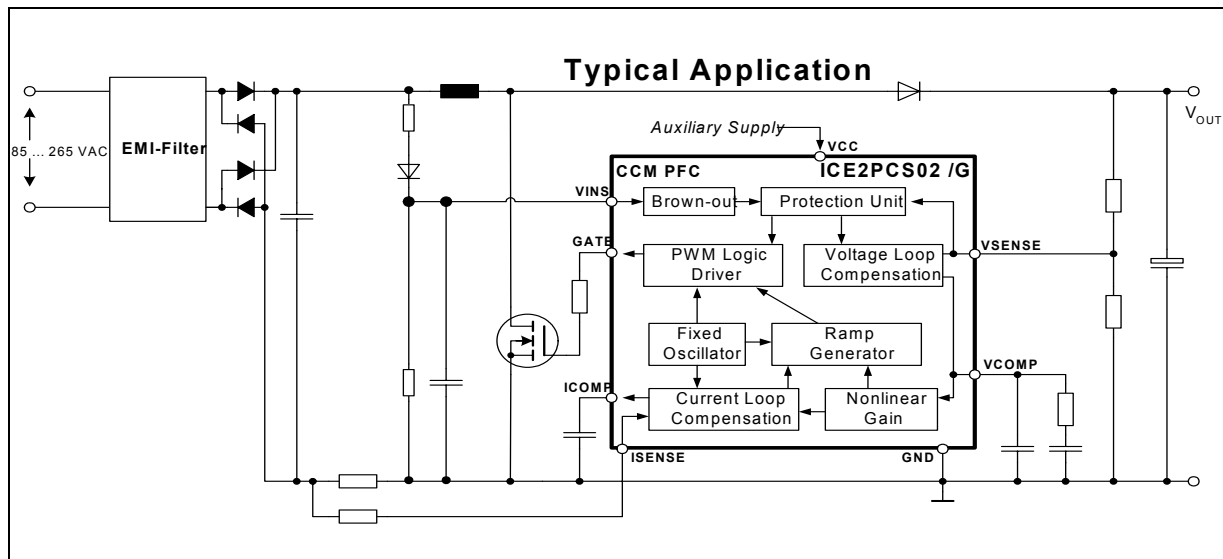 Typical Application
85 ... 265 VAC
EMI-Filter
Auxiliary Supply
VCC
V_OUT
CCM PFC
ICE2PCS02 /G
VINS
Brown-out
Protection Unit
GATE
PWM Logic
Driver
Voltage Loop
Compensation
VSENSE
Fixed
Oscillator
Ramp
Generator
VCOMP
ICOMP
Current Loop
Compensation
Nonlinear
Gain
ISENSE
GND